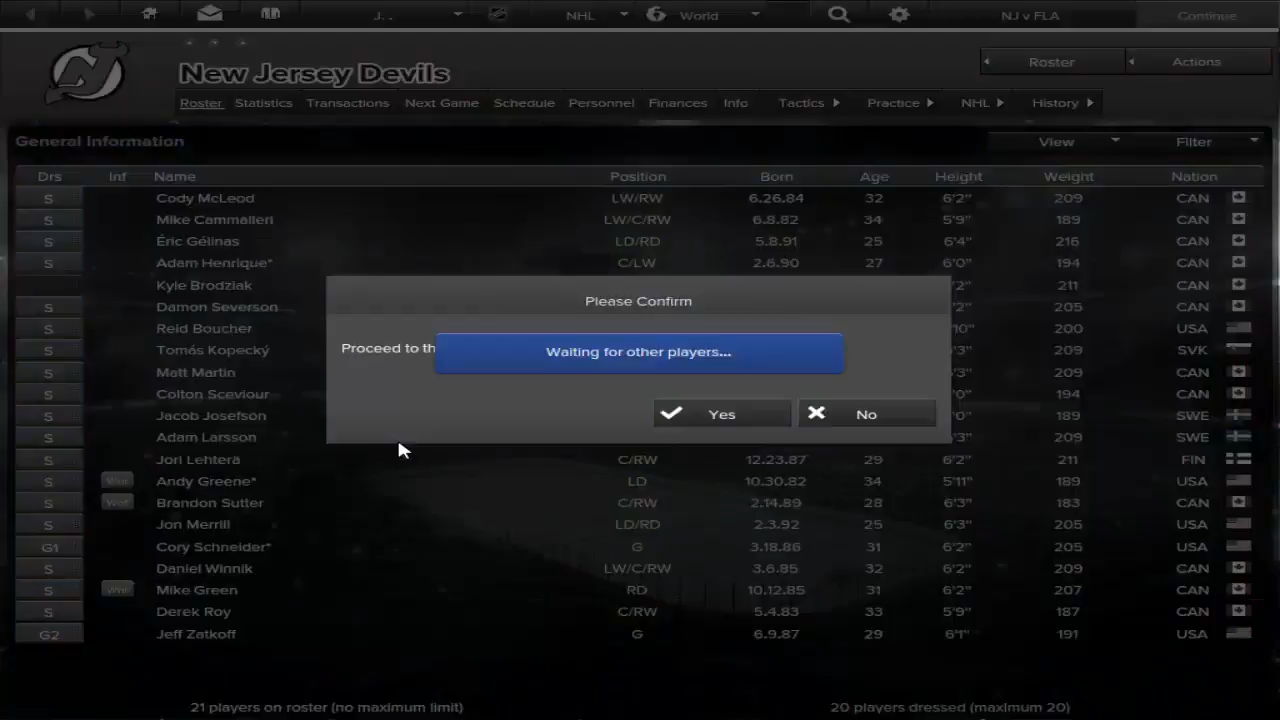 J. .
NHL
World
NJ v FLA
Continue
New Jersey Devils
Roster
Actions
Roster Statistics Transactions Next Game Schedule Personnel Finances Info Tactics Practice NHL History
General Information
View
Filter
Drs Inf Name Position Born Age Height Weight Nation
S Cody McLeod LW/RW 6.26.84 32 6'2" 209 CAN
S Mike Cammalleri LW/C/RW 6.8.82 34 5'9" 189 CAN
S Éric Gélinas LD/RD 5.8.91 25 6'4" 216 CAN
S Adam Henrique* C/LW 2.6.90 27 6'0" 194 CAN
Kyle Brodziak '2" 211 CAN
S Damon Severson '2" 205 CAN
S Reid Boucher '10" 200 USA
S Tomáš Kopecký '3" 209 SVK
S Matt Martin '3" 209 CAN
S Colton Sceviour '0" 194 CAN
S Jacob Josefson '0" 189 SWE
S Adam Larsson '3" 209 SWE
Please Confirm
Proceed to th
Waiting for other players...
Yes
No
S Jori Lehterä C/RW 12.23.87 29 6'2" 211 FIN
S Andy Greene* LD 10.30.82 34 5'11" 189 USA
S Brandon Sutter C/RW 2.14.89 28 6'3" 183 CAN
S Jon Merrill LD/RD 2.3.92 25 6'3" 205 USA
G1 Cory Schneider* G 3.18.86 31 6'2" 205 USA
S Daniel Winnik LW/C/RW 3.6.85 32 6'2" 209 CAN
S Mike Green RD 10.12.85 31 6'2" 207 CAN
S Derek Roy C/RW 5.4.83 33 5'9" 187 CAN
G2 Jeff Zatkoff G 6.9.87 29 6'1" 191 USA
21 players on roster (no maximum limit)
20 players dressed (maximum 20)